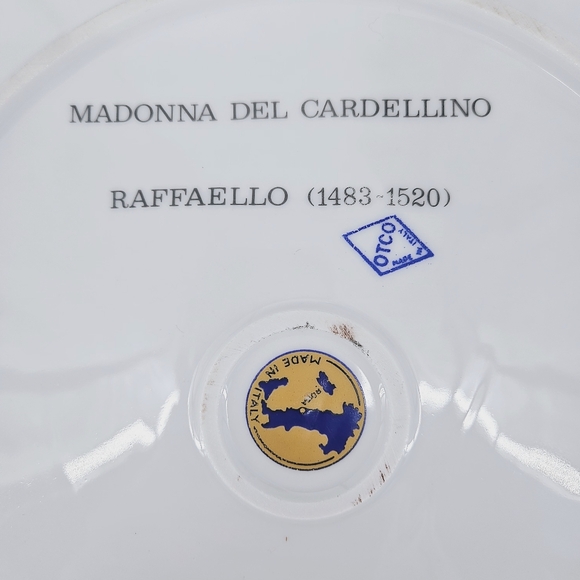 MADONNA DEL CARDELLINO
RAFFAELLO (1483-1520)
OTCO
MADE IN ITALY
MADE IN ITALY